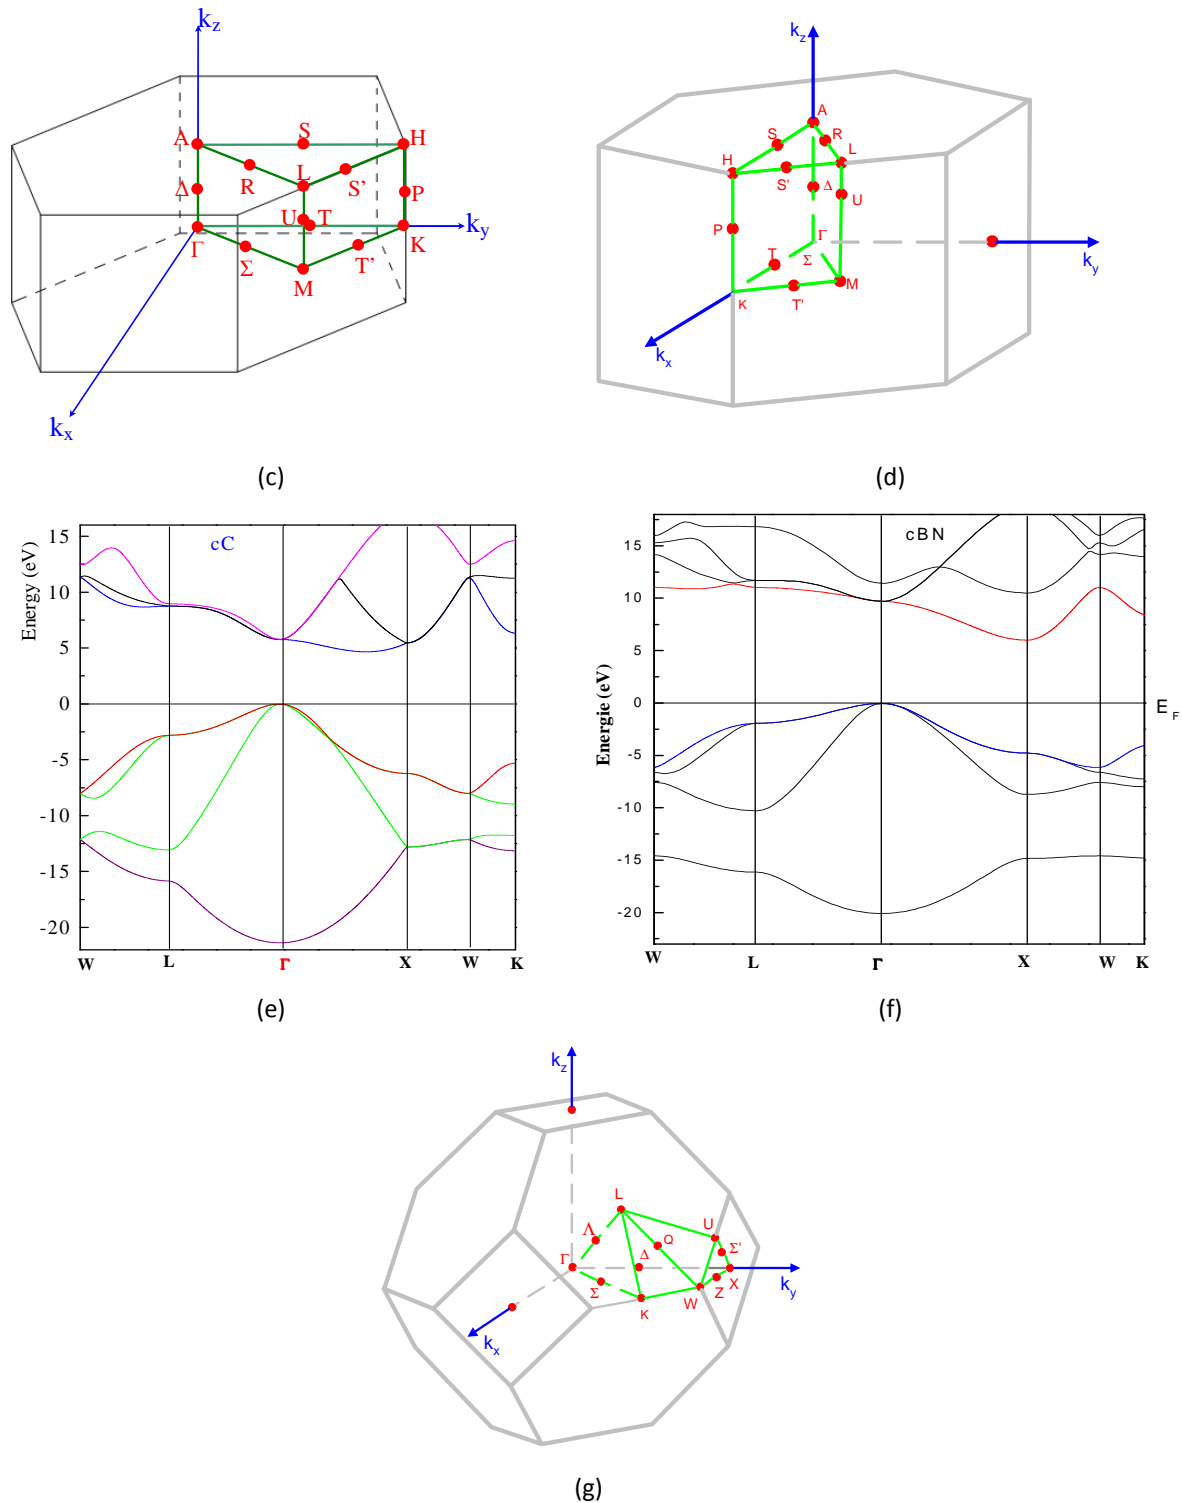 k_z
A S H
R L S' P
Δ U T
Γ K k_y
Σ T'
M
k_x
(c)
k_z
A
S R
H L
S' Δ U
P Γ
T Σ k_y
K T' M
k_x
(d)
Energy (eV)
cC
15
10
5
0
-5
-10
-15
-20
W L Γ X W K
(e)
Energie (eV)
cBN
15
10
5
0
-5
-10
-15
-20
E_F
W L Γ X W K
(f)
k_z
L
Λ U
Q Σ'
Γ Δ X
Σ Z k_y
K W
k_x
(g)